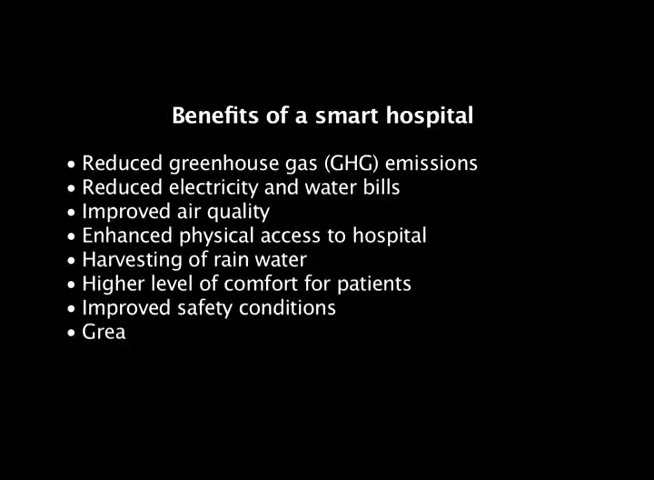 Benefits of a smart hospital
• Reduced greenhouse gas (GHG) emissions
• Reduced electricity and water bills
• Improved air quality
• Enhanced physical access to hospital
• Harvesting of rain water
• Higher level of comfort for patients
• Improved safety conditions
• Grea